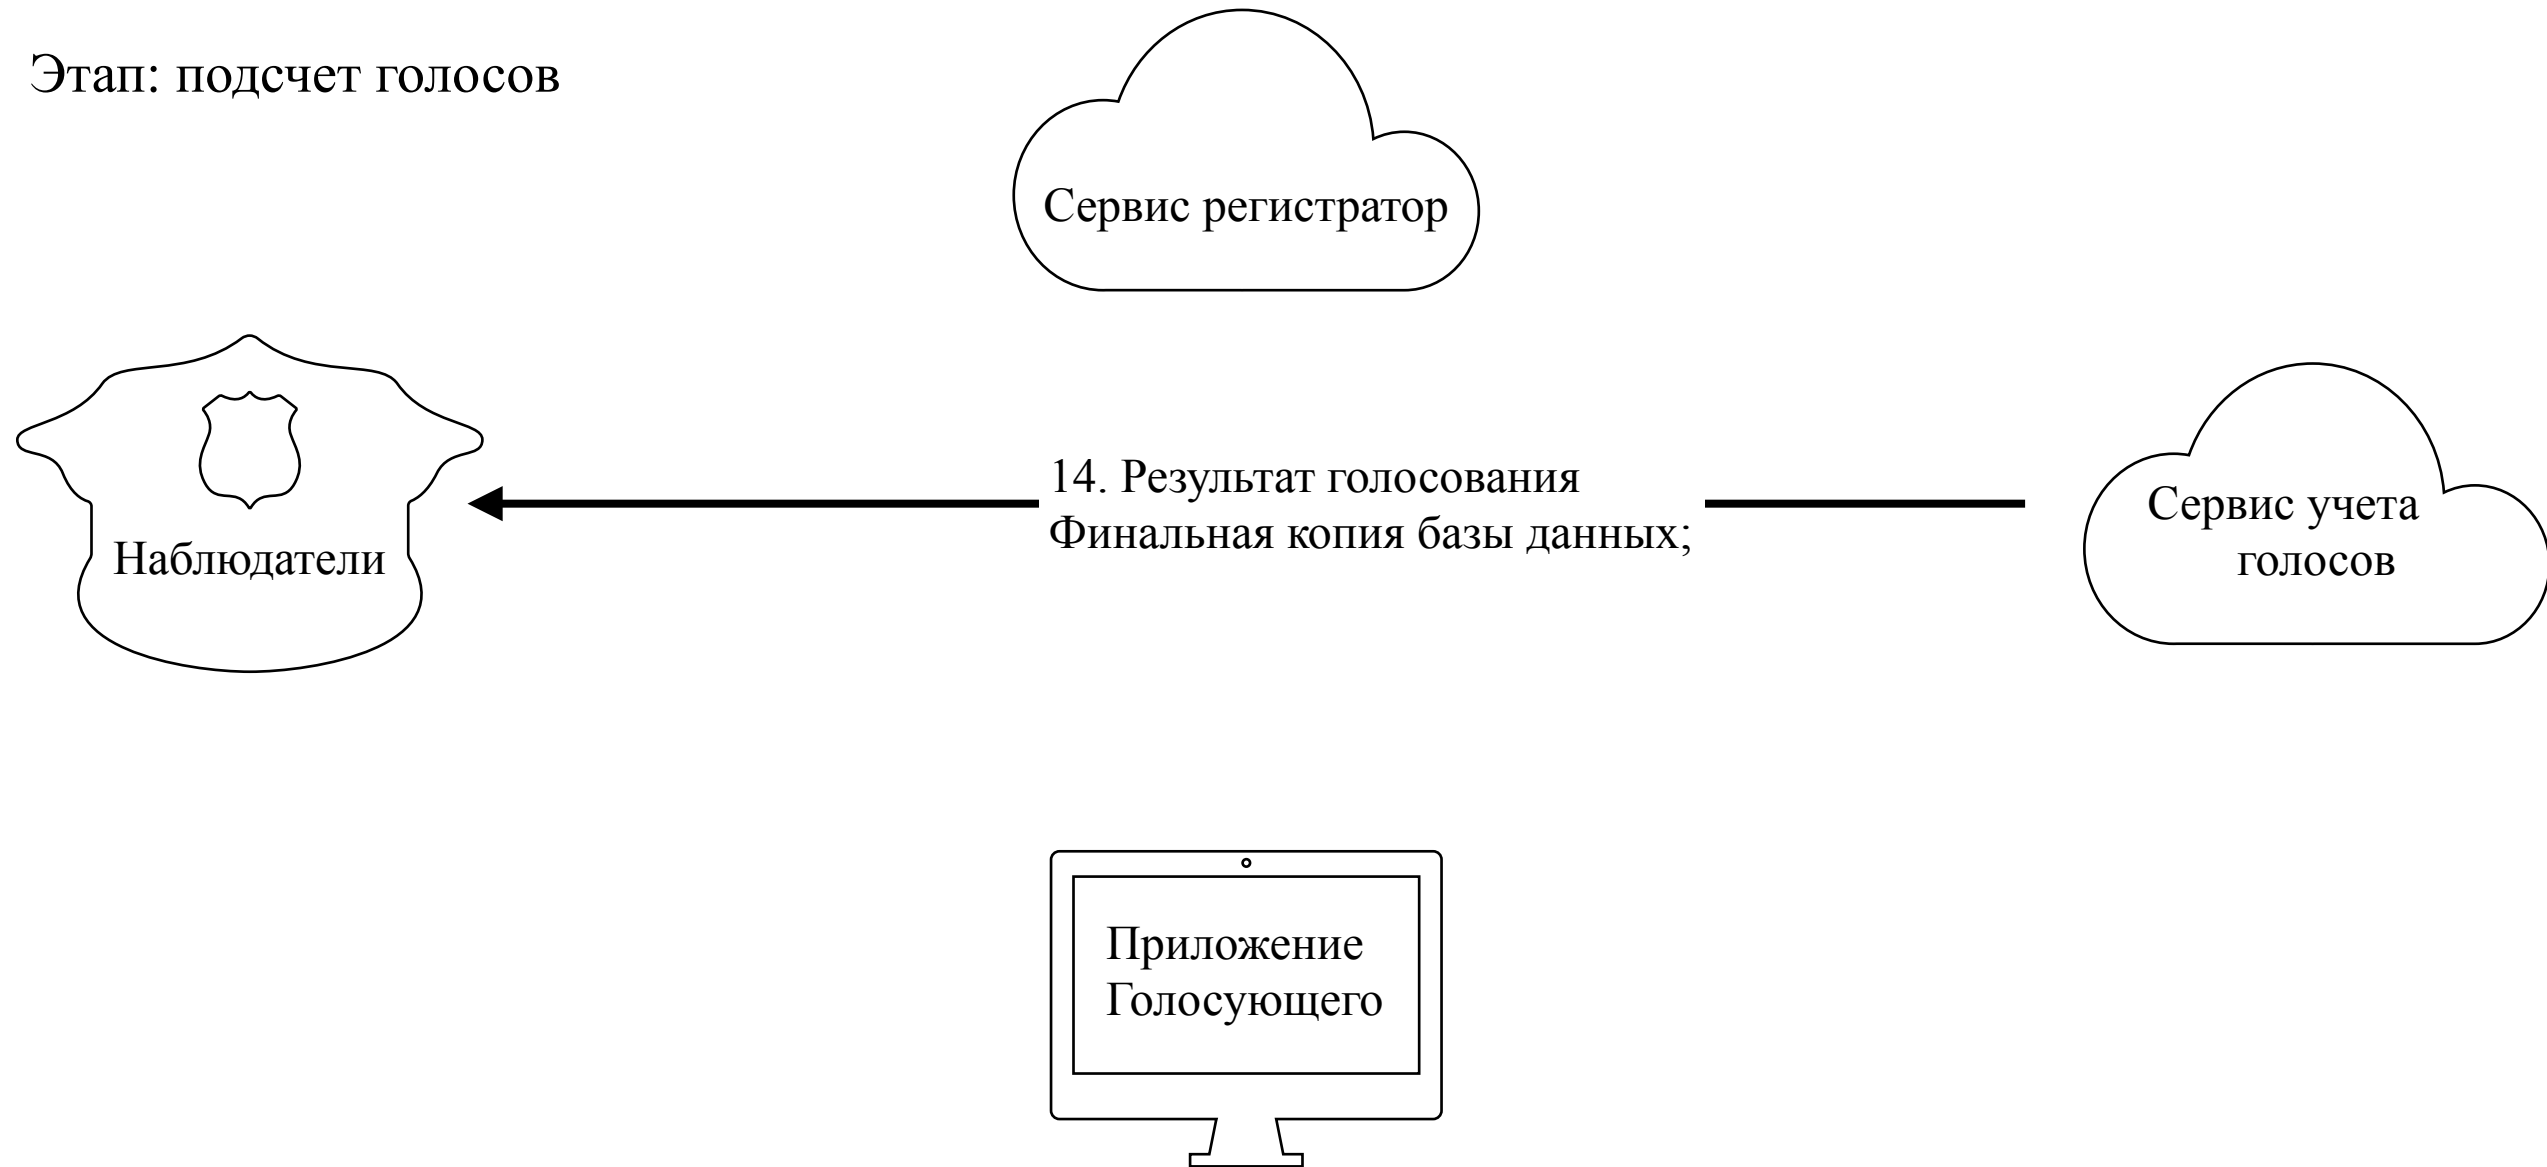 Этап: подсчет голосов
Сервис регистратор
Наблюдатели
14. Результат голосования
Финальная копия базы данных;
Сервис учета
голосов
Приложение
Голосующего